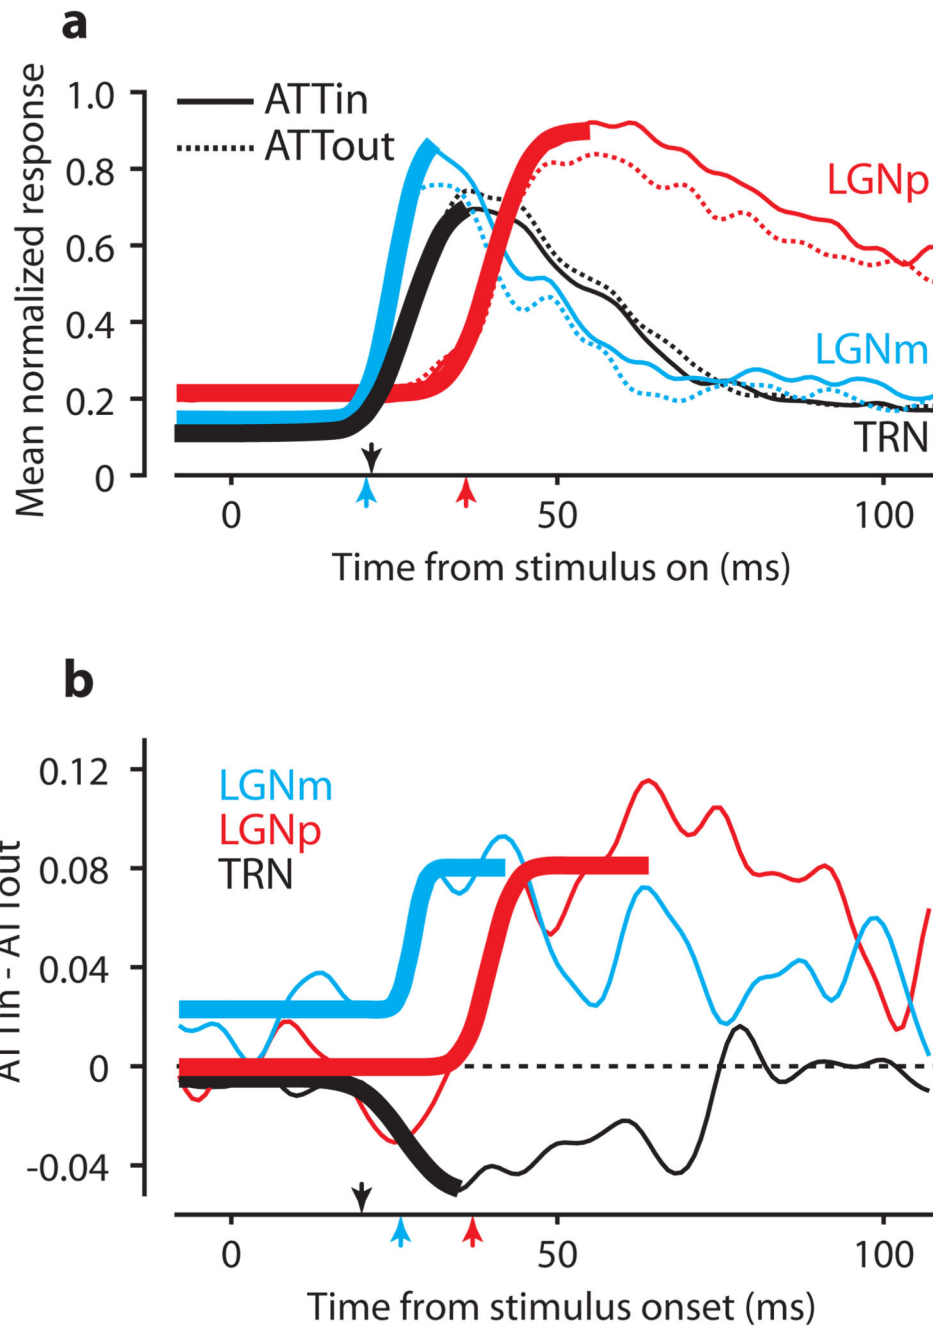 a
Mean normalized response
1.0
0.8
0.6
0.4
0.2
0
ATTin
ATTout
LGNp
LGNm
TRN
0 50 100
Time from stimulus on (ms)
b
ATTin - ATTout
0.12
0.08
0.04
0
-0.04
LGNm
LGNp
TRN
0 50 100
Time from stimulus onset (ms)